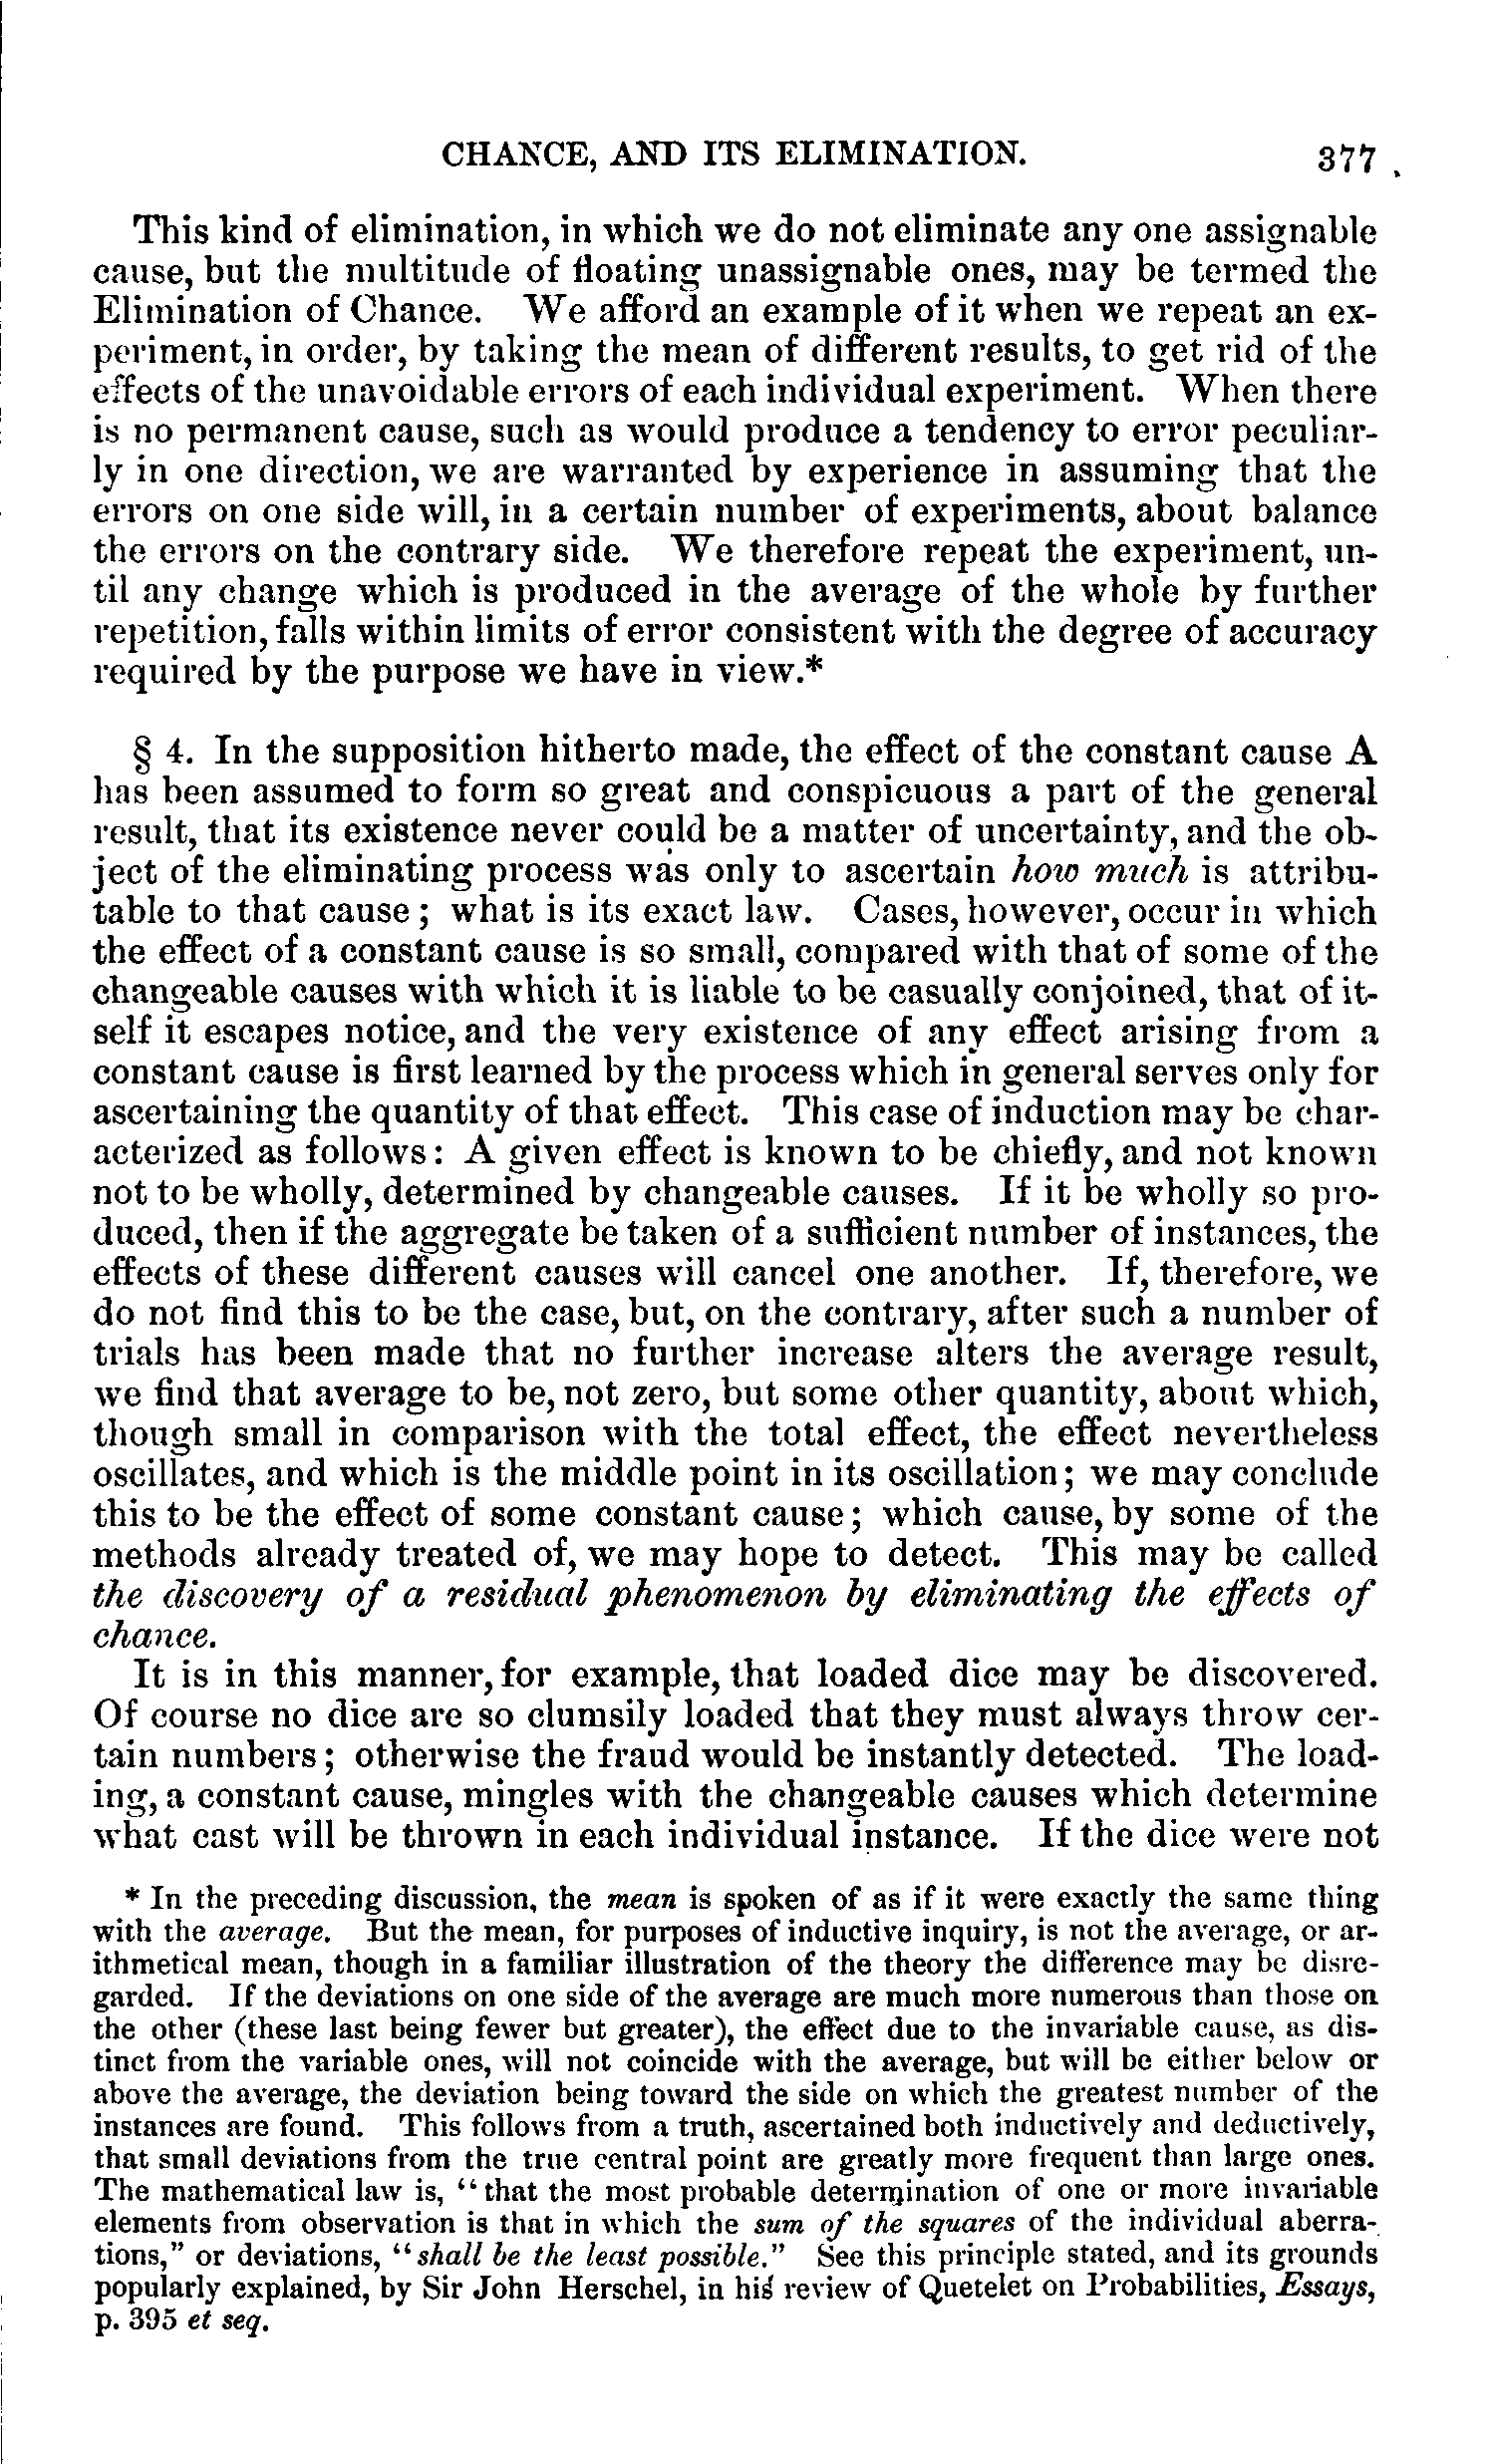 CHANCE, AND ITS ELIMINATION. 377
This kind of elimination, in which we do not eliminate any one assignable
cause, but the multitude of floating unassignable ones, may be termed the
Elimination of Chance. We afford an example of it when we repeat an ex-
periment, in order, by taking the mean of different results, to get rid of the
effects of the unavoidable errors of each individual experiment. When there
is no permanent cause, such as would produce a tendency to error peculiar-
ly in one direction, we are warranted by experience in assuming that the
errors on one side will, in a certain number of experiments, about balance
the errors on the contrary side. We therefore repeat the experiment, un-
til any change which is produced in the average of the whole by further
repetition, falls within limits of error consistent with the degree of accuracy
required by the purpose we have in view.*
§ 4. In the supposition hitherto made, the effect of the constant cause A
has been assumed to form so great and conspicuous a part of the general
result, that its existence never could be a matter of uncertainty, and the ob-
ject of the eliminating process was only to ascertain how much is attribu-
table to that cause; what is its exact law. Cases, however, occur in which
the effect of a constant cause is so small, compared with that of some of the
changeable causes with which it is liable to be casually conjoined, that of it-
self it escapes notice, and the very existence of any effect arising from a
constant cause is first learned by the process which in general serves only for
ascertaining the quantity of that effect. This case of induction may be char-
acterized as follows: A given effect is known to be chiefly, and not known
not to be wholly, determined by changeable causes. If it be wholly so pro-
duced, then if the aggregate be taken of a sufficient number of instances, the
effects of these different causes will cancel one another. If, therefore, we
do not find this to be the case, but, on the contrary, after such a number of
trials has been made that no further increase alters the average result,
we find that average to be, not zero, but some other quantity, about which,
though small in comparison with the total effect, the effect nevertheless
oscillates, and which is the middle point in its oscillation; we may conclude
this to be the effect of some constant cause; which cause, by some of the
methods already treated of, we may hope to detect. This may be called
the discovery of a residual phenomenon by eliminating the effects of
chance.
It is in this manner, for example, that loaded dice may be discovered.
Of course no dice are so clumsily loaded that they must always throw cer-
tain numbers; otherwise the fraud would be instantly detected. The load-
ing, a constant cause, mingles with the changeable causes which determine
what cast will be thrown in each individual instance. If the dice were not
* In the preceding discussion, the mean is spoken of as if it were exactly the same thing
with the average. But the mean, for purposes of inductive inquiry, is not the average, or ar-
ithmetical mean, though in a familiar illustration of the theory the difference may be disre-
garded. If the deviations on one side of the average are much more numerous than those on
the other (these last being fewer but greater), the effect due to the invariable cause, as dis-
tinct from the variable ones, will not coincide with the average, but will be either below or
above the average, the deviation being toward the side on which the greatest number of the
instances are found. This follows from a truth, ascertained both inductively and deductively,
that small deviations from the true central point are greatly more frequent than large ones.
The mathematical law is, “that the most probable determination of one or more invariable
elements from observation is that in which the sum of the squares of the individual aberra-
tions,” or deviations, “shall be the least possible.” See this principle stated, and its grounds
popularly explained, by Sir John Herschel, in his review of Quetelet on Probabilities, Essays,
p. 395 et seq.